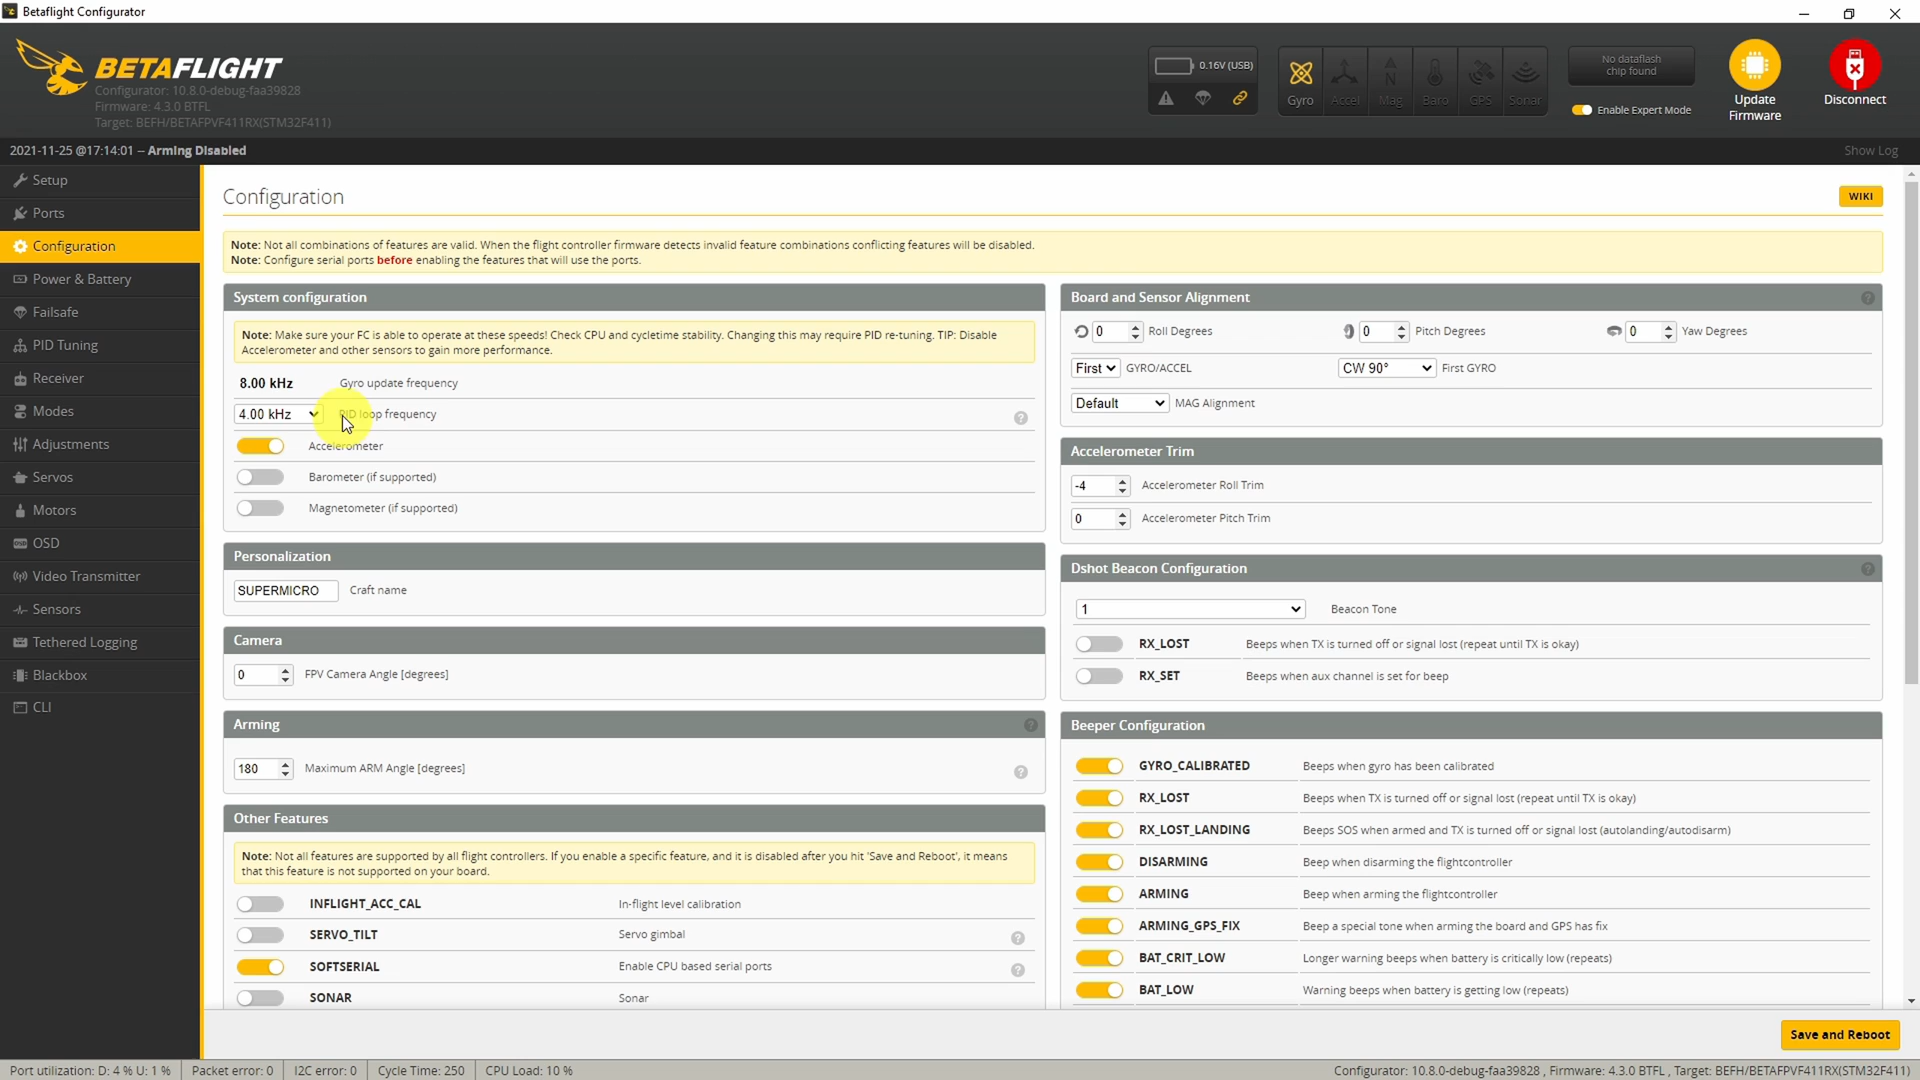 Betaflight Configurator
BETAFLIGHT
Configurator: 10.8.0-debug-faa39828
Firmware: 4.3.0 BTFL
Target: BEFH/BETAFPVF411RX(STM32F411)
0.16V (USB)
Gyro
Accel
Mag
Baro
GPS
Sonar
No dataflash
chip found
Enable Expert Mode
Update
Firmware
Disconnect
2021-11-25 @17:14:01 -- Arming Disabled
Show Log
Setup
Ports
Configuration
Power & Battery
Failsafe
PID Tuning
Receiver
Modes
Adjustments
Servos
Motors
OSD
Video Transmitter
Sensors
Tethered Logging
Blackbox
CLI
Configuration
WIKI
Note: Not all combinations of features are valid. When the flight controller firmware detects invalid feature combinations conflicting features will be disabled.
Note: Configure serial ports before enabling the features that will use the ports.
System configuration
Note: Make sure your FC is able to operate at these speeds! Check CPU and cycletime stability. Changing this may require PID re-tuning. TIP: Disable
Accelerometer and other sensors to gain more performance.
8.00 kHz Gyro update frequency
4.00 kHz PID loop frequency
Accelerometer
Barometer (if supported)
Magnetometer (if supported)
Personalization
SUPERMICRO Craft name
Camera
0 FPV Camera Angle [degrees]
Arming
180 Maximum ARM Angle [degrees]
Other Features
Note: Not all features are supported by all flight controllers. If you enable a specific feature, and it is disabled after you hit 'Save and Reboot', it means
that this feature is not supported on your board.
INFLIGHT_ACC_CAL In-flight level calibration
SERVO_TILT Servo gimbal
SOFTSERIAL Enable CPU based serial ports
SONAR Sonar
Board and Sensor Alignment
0 Roll Degrees 0 Pitch Degrees 0 Yaw Degrees
First GYRO/ACCEL CW 90° First GYRO
Default MAG Alignment
Accelerometer Trim
-4 Accelerometer Roll Trim
0 Accelerometer Pitch Trim
Dshot Beacon Configuration
1 Beacon Tone
RX_LOST Beeps when TX is turned off or signal lost (repeat until TX is okay)
RX_SET Beeps when aux channel is set for beep
Beeper Configuration
GYRO_CALIBRATED Beeps when gyro has been calibrated
RX_LOST Beeps when TX is turned off or signal lost (repeat until TX is okay)
RX_LOST_LANDING Beeps SOS when armed and TX is turned off or signal lost (autolanding/autodisarm)
DISARMING Beep when disarming the flightcontroller
ARMING Beep when arming the flightcontroller
ARMING_GPS_FIX Beep a special tone when arming the board and GPS has fix
BAT_CRIT_LOW Longer warning beeps when battery is critically low (repeats)
BAT_LOW Warning beeps when battery is getting low (repeats)
Save and Reboot
Port utilization: D: 4 % U: 1 % Packet error: 0 I2C error: 0 Cycle Time: 250 CPU Load: 10 % Configurator: 10.8.0-debug-faa39828 , Firmware: 4.3.0 BTFL , Target: BEFH/BETAFPVF411RX(STM32F411)